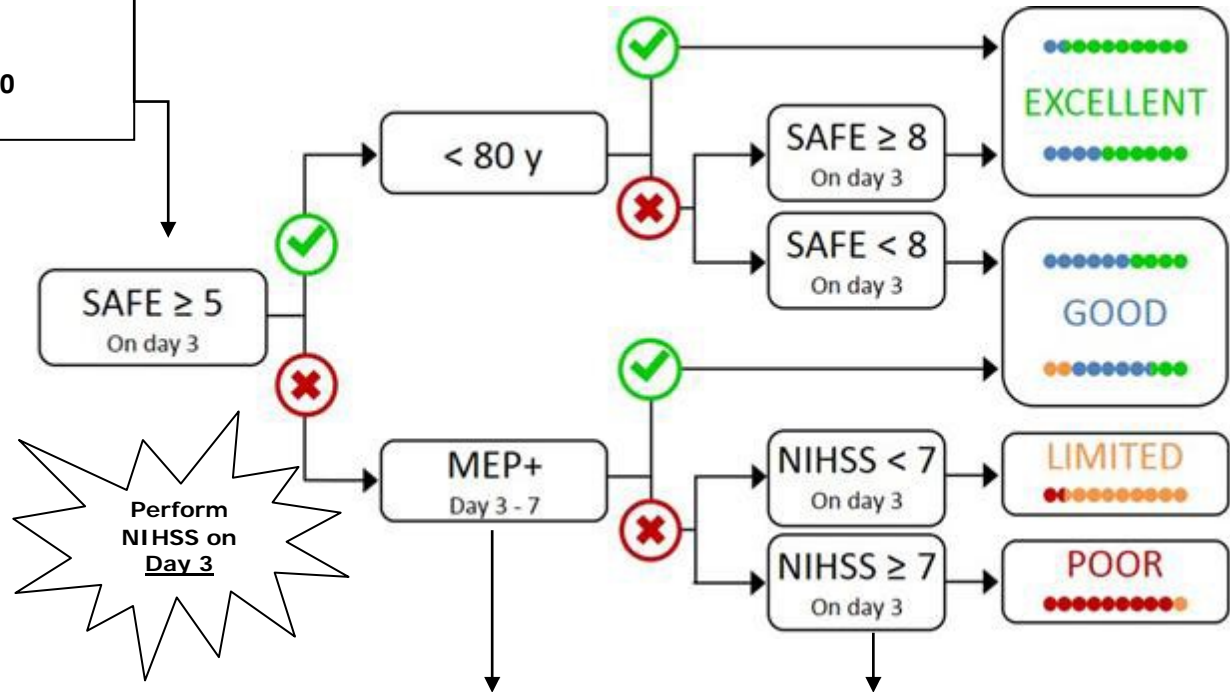 0
< 80 y
SAFE ≥ 8
On day 3
EXCELLENT
SAFE < 8
On day 3
SAFE ≥ 5
On day 3
GOOD
MEP+
Day 3 - 7
NIHSS < 7
On day 3
LIMITED
NIHSS ≥ 7
On day 3
POOR
Perform
NIHSS on
Day 3